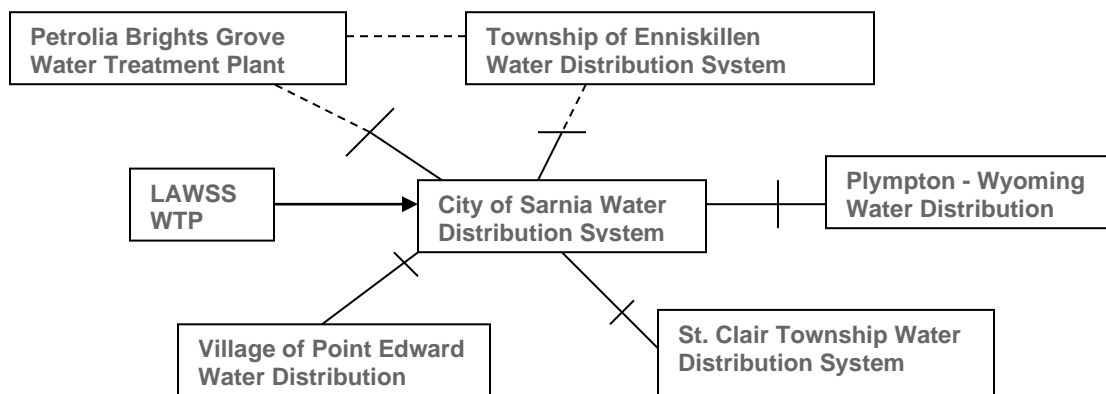 Petrolia Brights Grove
Water Treatment Plant
Township of Enniskillen
Water Distribution System
LAWSS
WTP
City of Sarnia Water
Distribution System
Plympton - Wyoming
Water Distribution
Village of Point Edward
Water Distribution
St. Clair Township Water
Distribution System